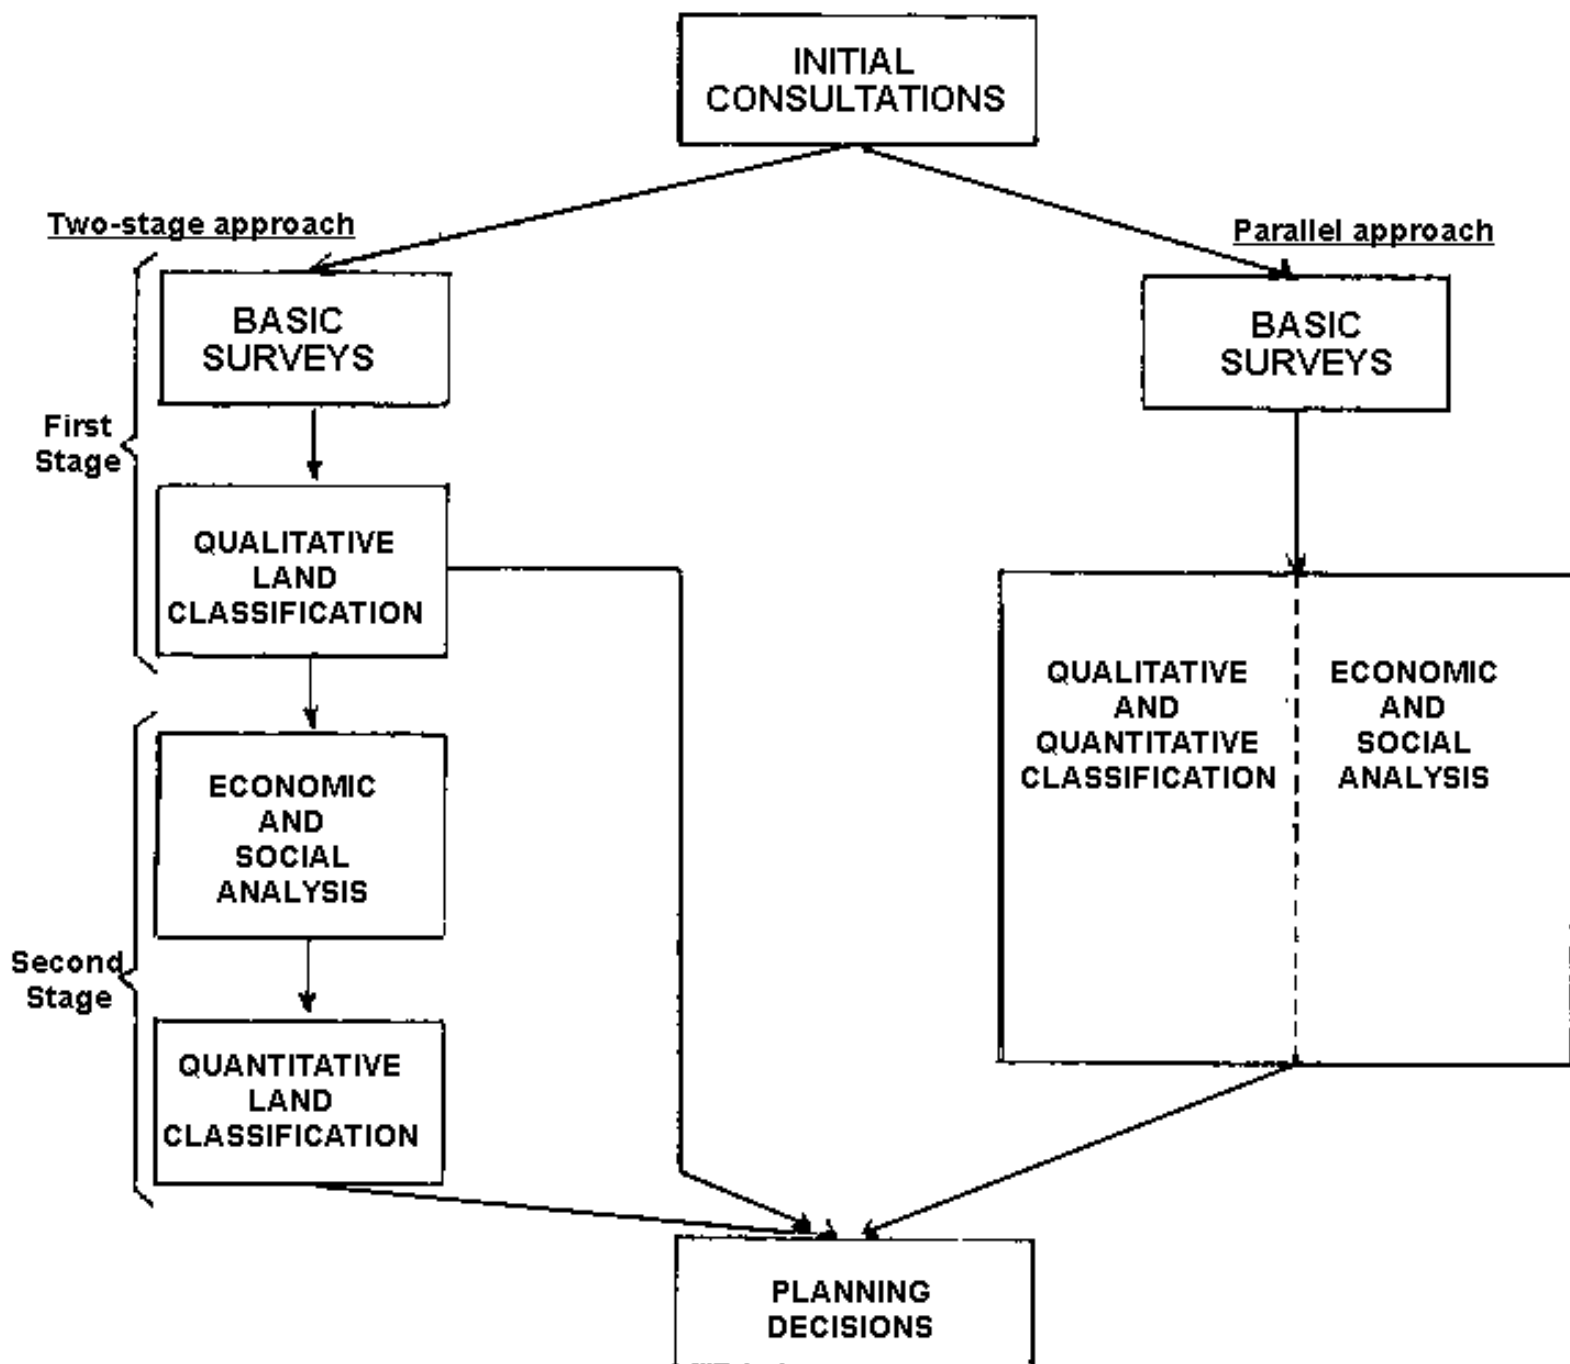 INITIAL
CONSULTATIONS
Two-stage approach
Parallel approach
BASIC
SURVEYS
BASIC
SURVEYS
First
Stage
QUALITATIVE
LAND
CLASSIFICATION
QUALITATIVE
AND
QUANTITATIVE
CLASSIFICATION
ECONOMIC
AND
SOCIAL
ANALYSIS
ECONOMIC
AND
SOCIAL
ANALYSIS
Second
Stage
QUANTITATIVE
LAND
CLASSIFICATION
PLANNING
DECISIONS